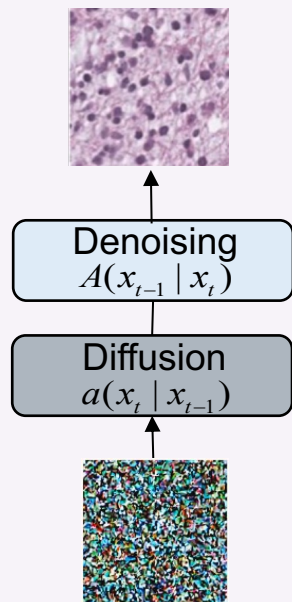 Denoising
A(x_{t-1} | x_t)
Diffusion
a(x_t | x_{t-1})